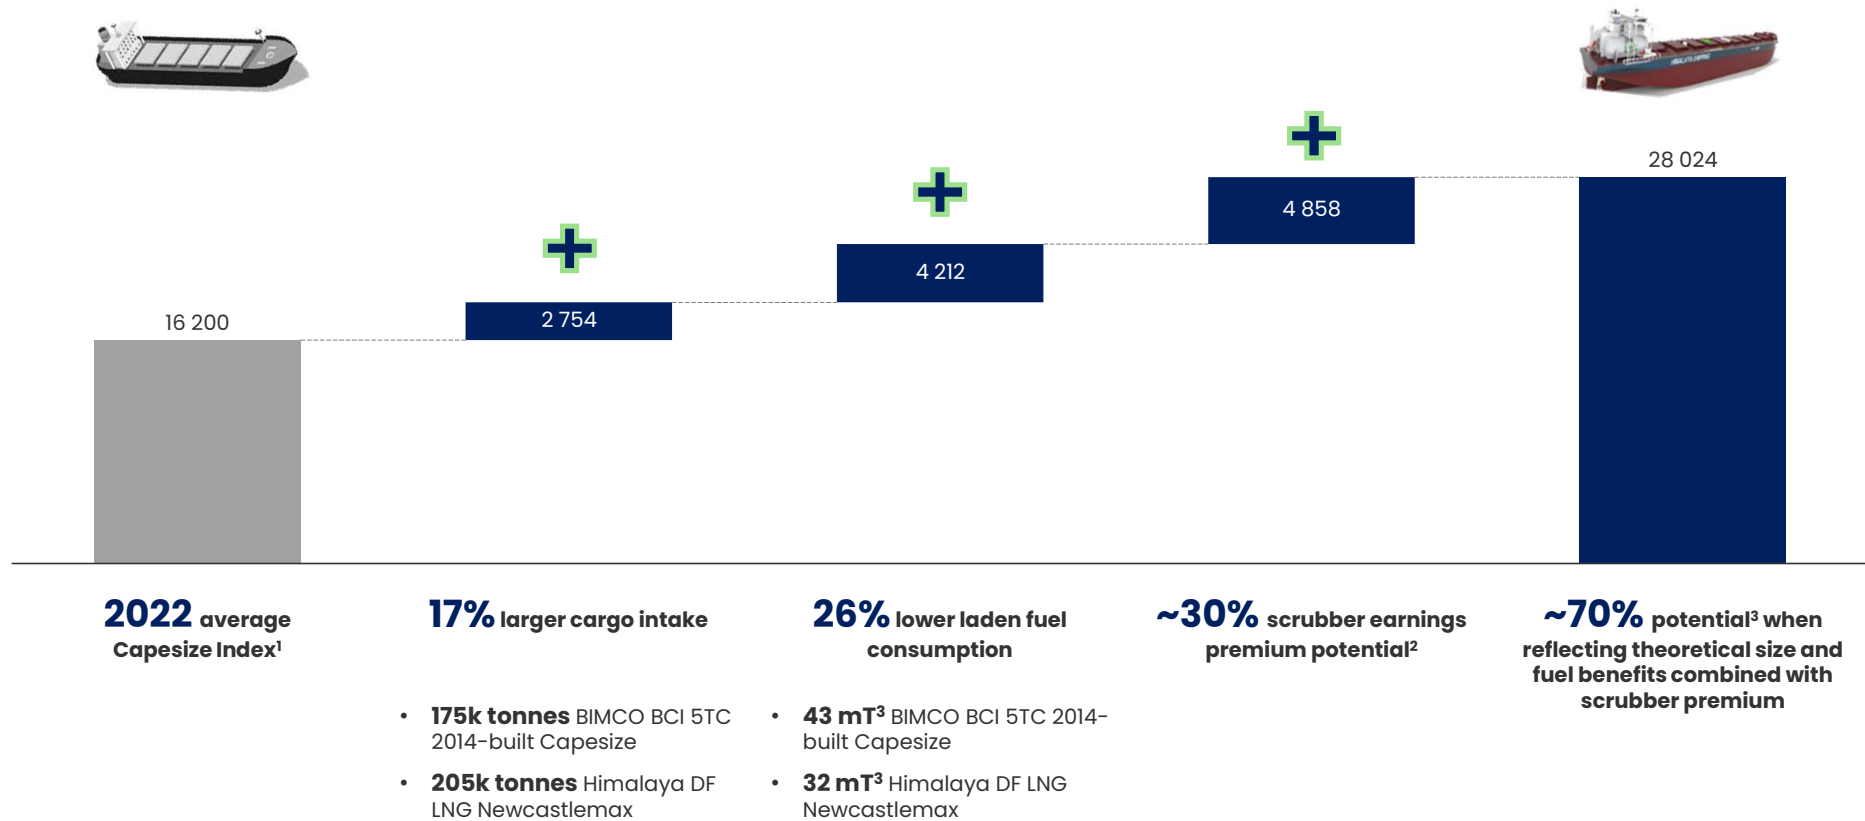 28 024
4 858
4 212
2 754
16 200
2022 average
Capesize Index¹
17% larger cargo intake
• 175k tonnes BIMCO BCI 5TC
2014-built Capesize
• 205k tonnes Himalaya DF
LNG Newcastlemax
26% lower laden fuel
consumption
• 43 mT³ BIMCO BCI 5TC 2014-
built Capesize
• 32 mT³ Himalaya DF LNG
Newcastlemax
~30% scrubber earnings
premium potential²
~70% potential³ when
reflecting theoretical size and
fuel benefits combined with
scrubber premium